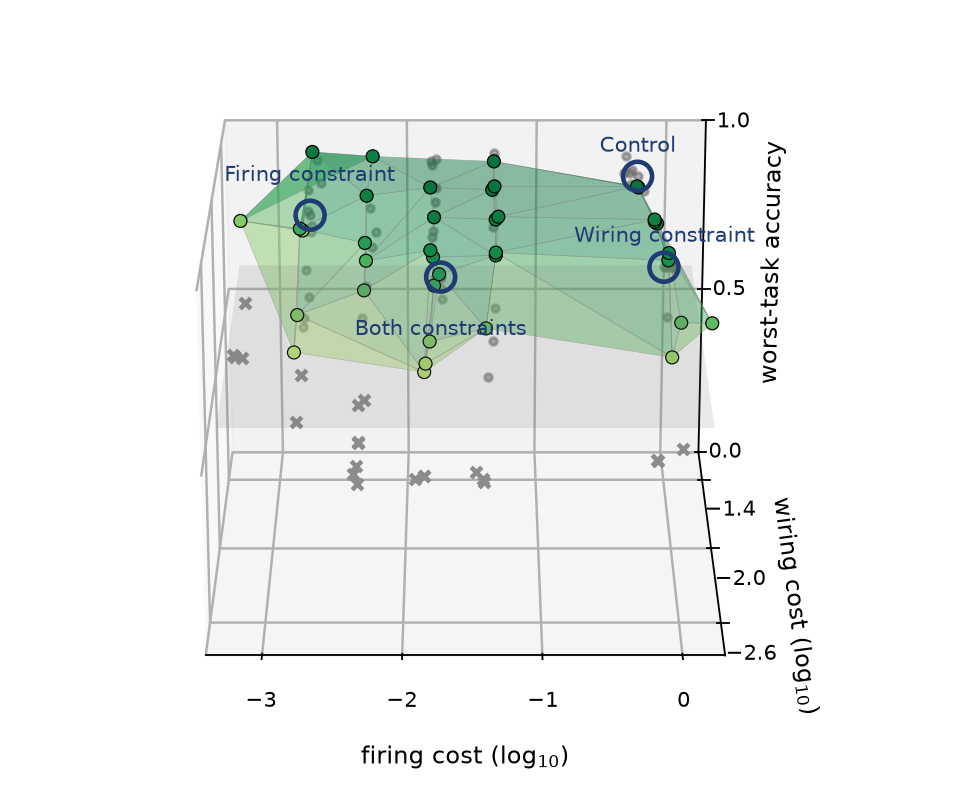 Control
Firing constraint
Wiring constraint
Both constraints
1.0
0.5
0.0
worst-task accuracy
−1.4
−2.0
−2.6
wiring cost (log10)
−3
−2
−1
0
firing cost (log10)